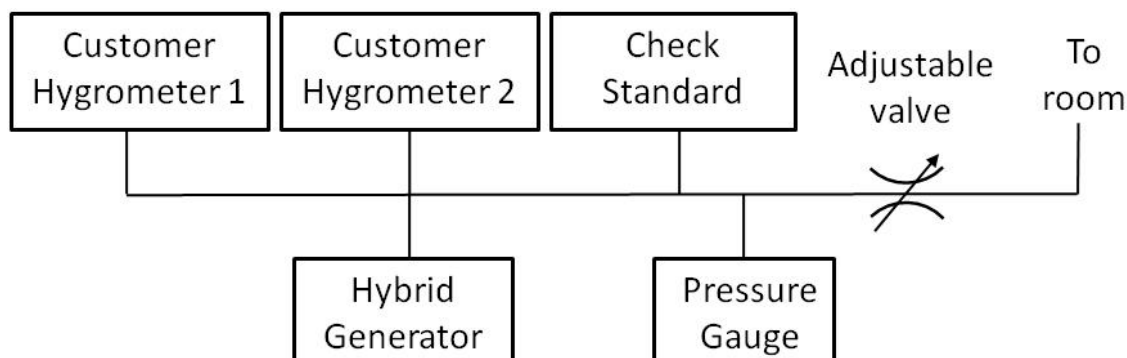 Customer
Hygrometer 1
Customer
Hygrometer 2
Check
Standard
Adjustable
valve
To
room
Hybrid
Generator
Pressure
Gauge